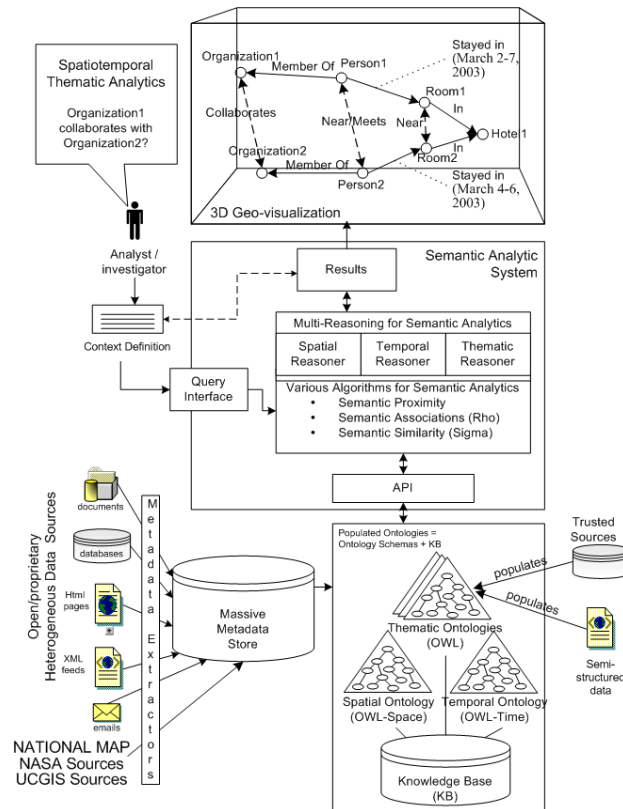 Spatiotemporal
Thematic Analytics
Organization1
collaborates with
Organization2?
Analyst /
investigator
Context Definition
Organization1
Member Of
Person1
Stayed in
(March 2-7,
2003)
Room1
In
Collaborates
Near/Meets
Near
Hotel1
Organization2
Member Of
Person2
In
Room2
Stayed in
(March 4-6,
2003)
3D Geo-visualization
Results
Semantic Analytic
System
Multi-Reasoning for Semantic Analytics
Spatial
Reasoner
Temporal
Reasoner
Thematic
Reasoner
Query
Interface
Various Algorithms for Semantic Analytics
• Semantic Proximity
• Semantic Associations (Rho)
• Semantic Similarity (Sigma)
API
Open/proprietary
Heterogeneous Data Sources
documents
databases
Html
pages
XML
feeds
emails
NATIONAL MAP
NASA Sources
UCGIS Sources
Metadata Extractors
Massive
Metadata
Store
Populated Ontologies =
Ontology Schemas + KB
Trusted
Sources
populates
populates
Thematic Ontologies
(OWL)
Semi-
structured
data
Spatial Ontology
(OWL-Space)
Temporal Ontology
(OWL-Time)
Knowledge Base
(KB)